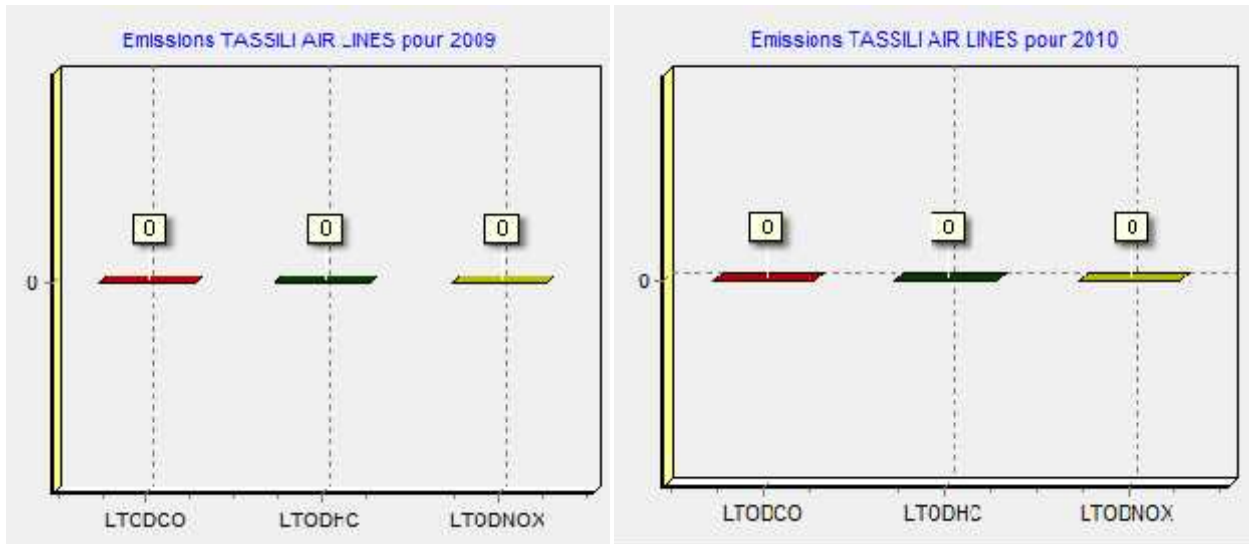 Emissions TASSILI AIR LINES pour 2009
0 0 0
0
LTODCO LTODHC LTODNOX
Emissions TASSILI AIR LINES pour 2010
0 0 0
0
LTODCO LTODHC LTODNOX